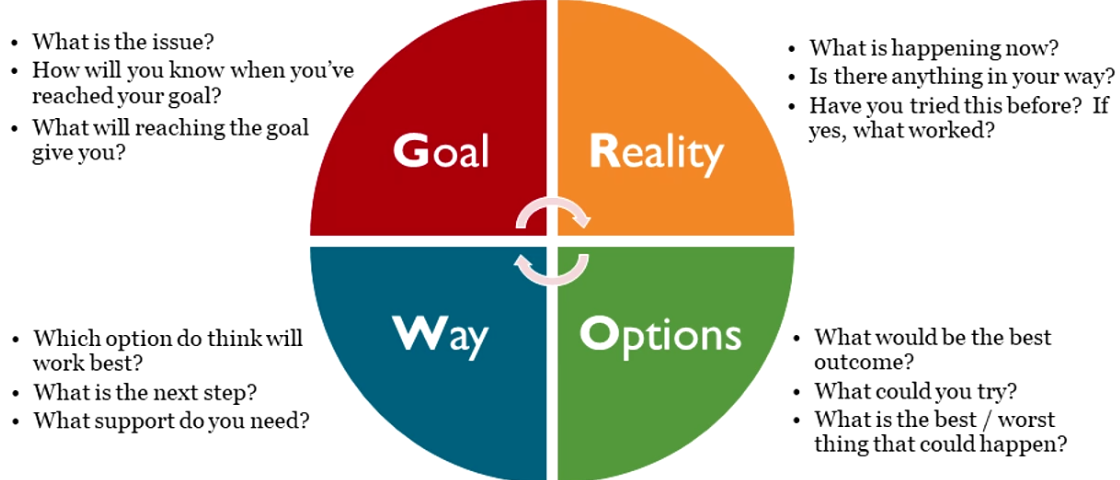 • What is the issue?
• How will you know when you’ve
reached your goal?
• What will reaching the goal
give you?
Goal
Reality
• What is happening now?
• Is there anything in your way?
• Have you tried this before?  If
yes, what worked?
• Which option do think will
work best?
• What is the next step?
• What support do you need?
Way
Options
• What would be the best
outcome?
• What could you try?
• What is the best / worst
thing that could happen?